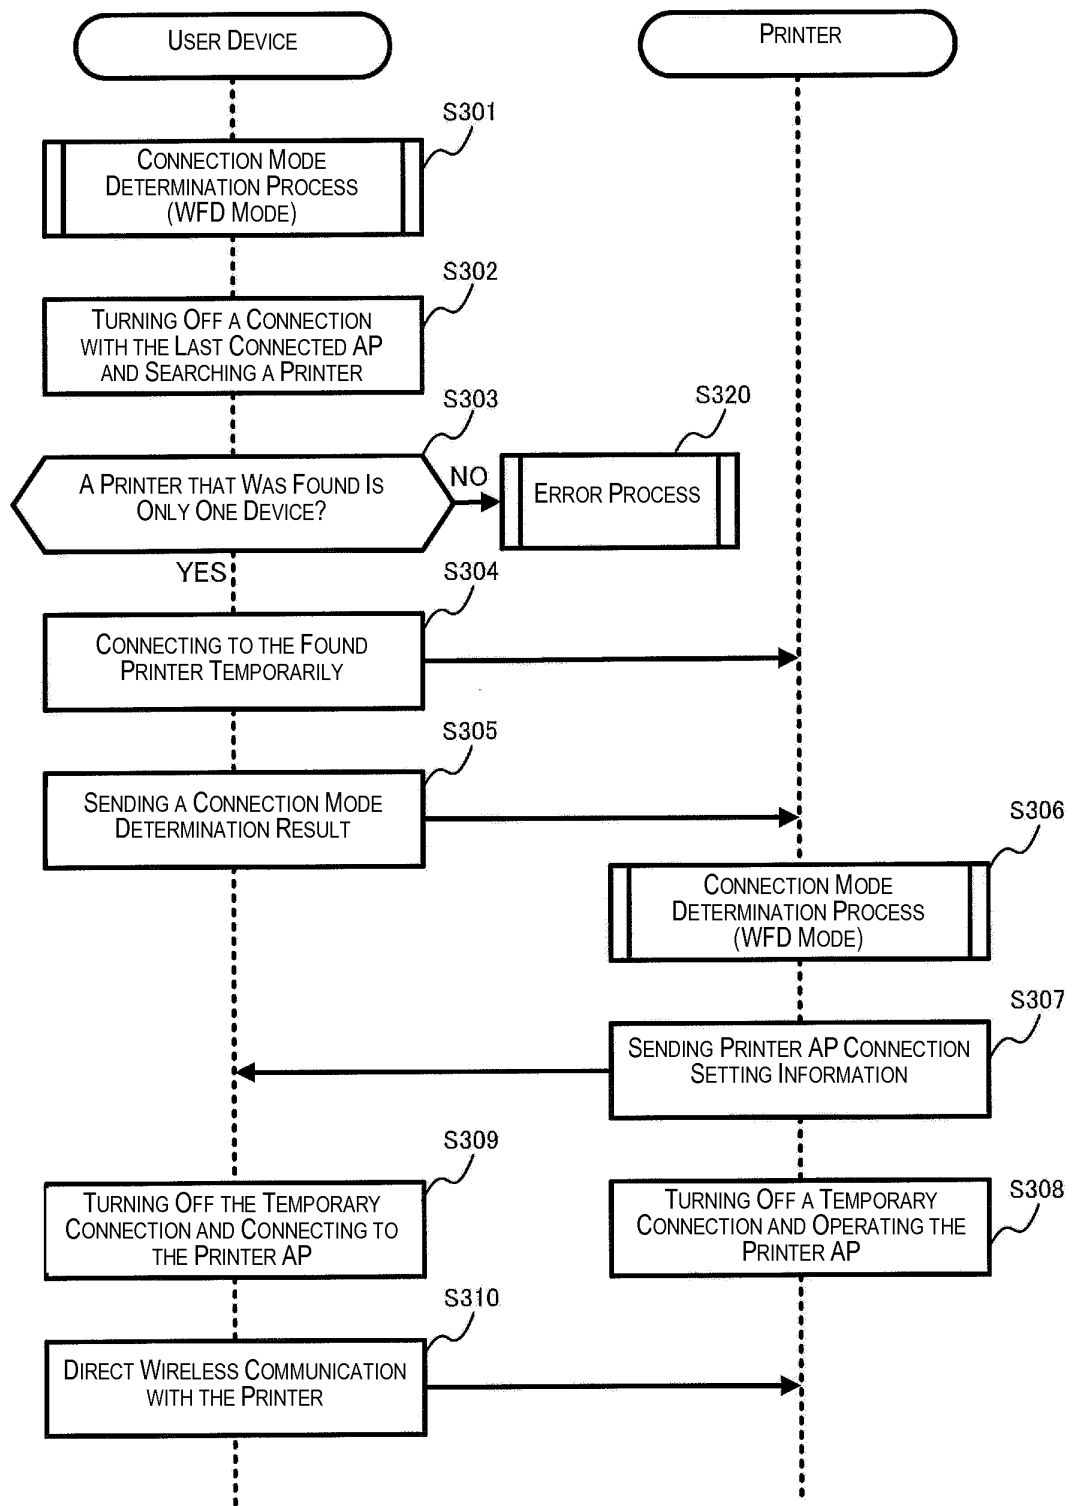 USER DEVICE
PRINTER
S301
CONNECTION MODE
DETERMINATION PROCESS
(WFD MODE)
S302
TURNING OFF A CONNECTION
WITH THE LAST CONNECTED AP
AND SEARCHING A PRINTER
S303
A PRINTER THAT WAS FOUND IS
ONLY ONE DEVICE?
NO
S320
ERROR PROCESS
YES
S304
CONNECTING TO THE FOUND
PRINTER TEMPORARILY
S305
SENDING A CONNECTION MODE
DETERMINATION RESULT
S306
CONNECTION MODE
DETERMINATION PROCESS
(WFD MODE)
S307
SENDING PRINTER AP CONNECTION
SETTING INFORMATION
S309
TURNING OFF THE TEMPORARY
CONNECTION AND CONNECTING TO
THE PRINTER AP
S308
TURNING OFF A TEMPORARY
CONNECTION AND OPERATING THE
PRINTER AP
S310
DIRECT WIRELESS COMMUNICATION
WITH THE PRINTER